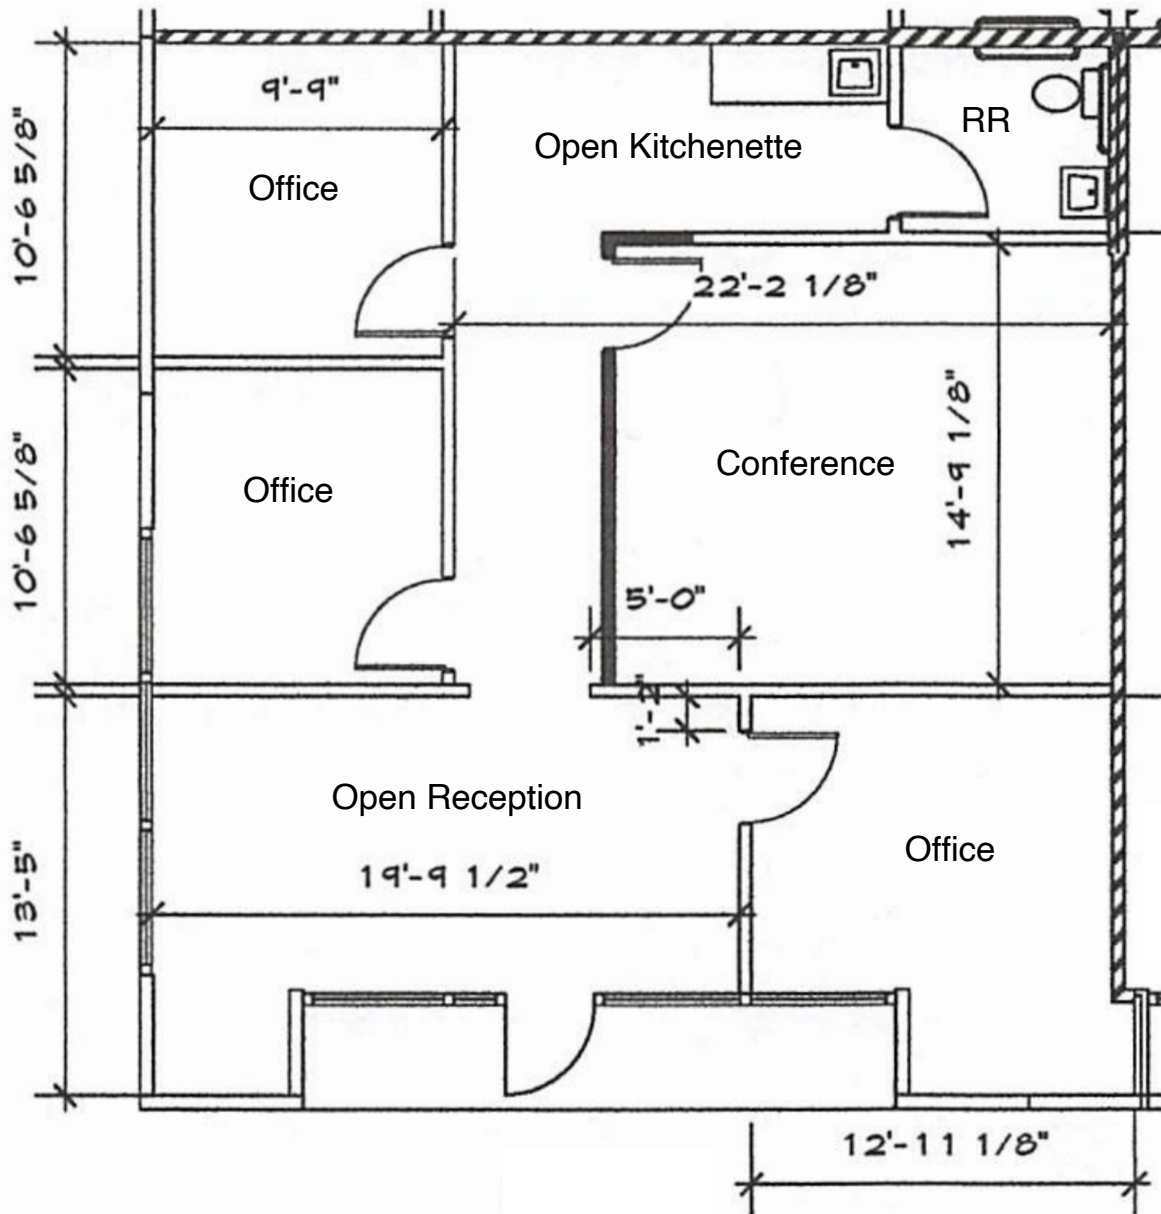 9'-9"
10'-6 5/8"
Office
Open Kitchenette
RR
22'-2 1/8"
10'-6 5/8"
Office
Conference
14'-9 1/8"
5'-0"
1'-2"
Open Reception
Office
19'-9 1/2"
13'-5"
12'-11 1/8"